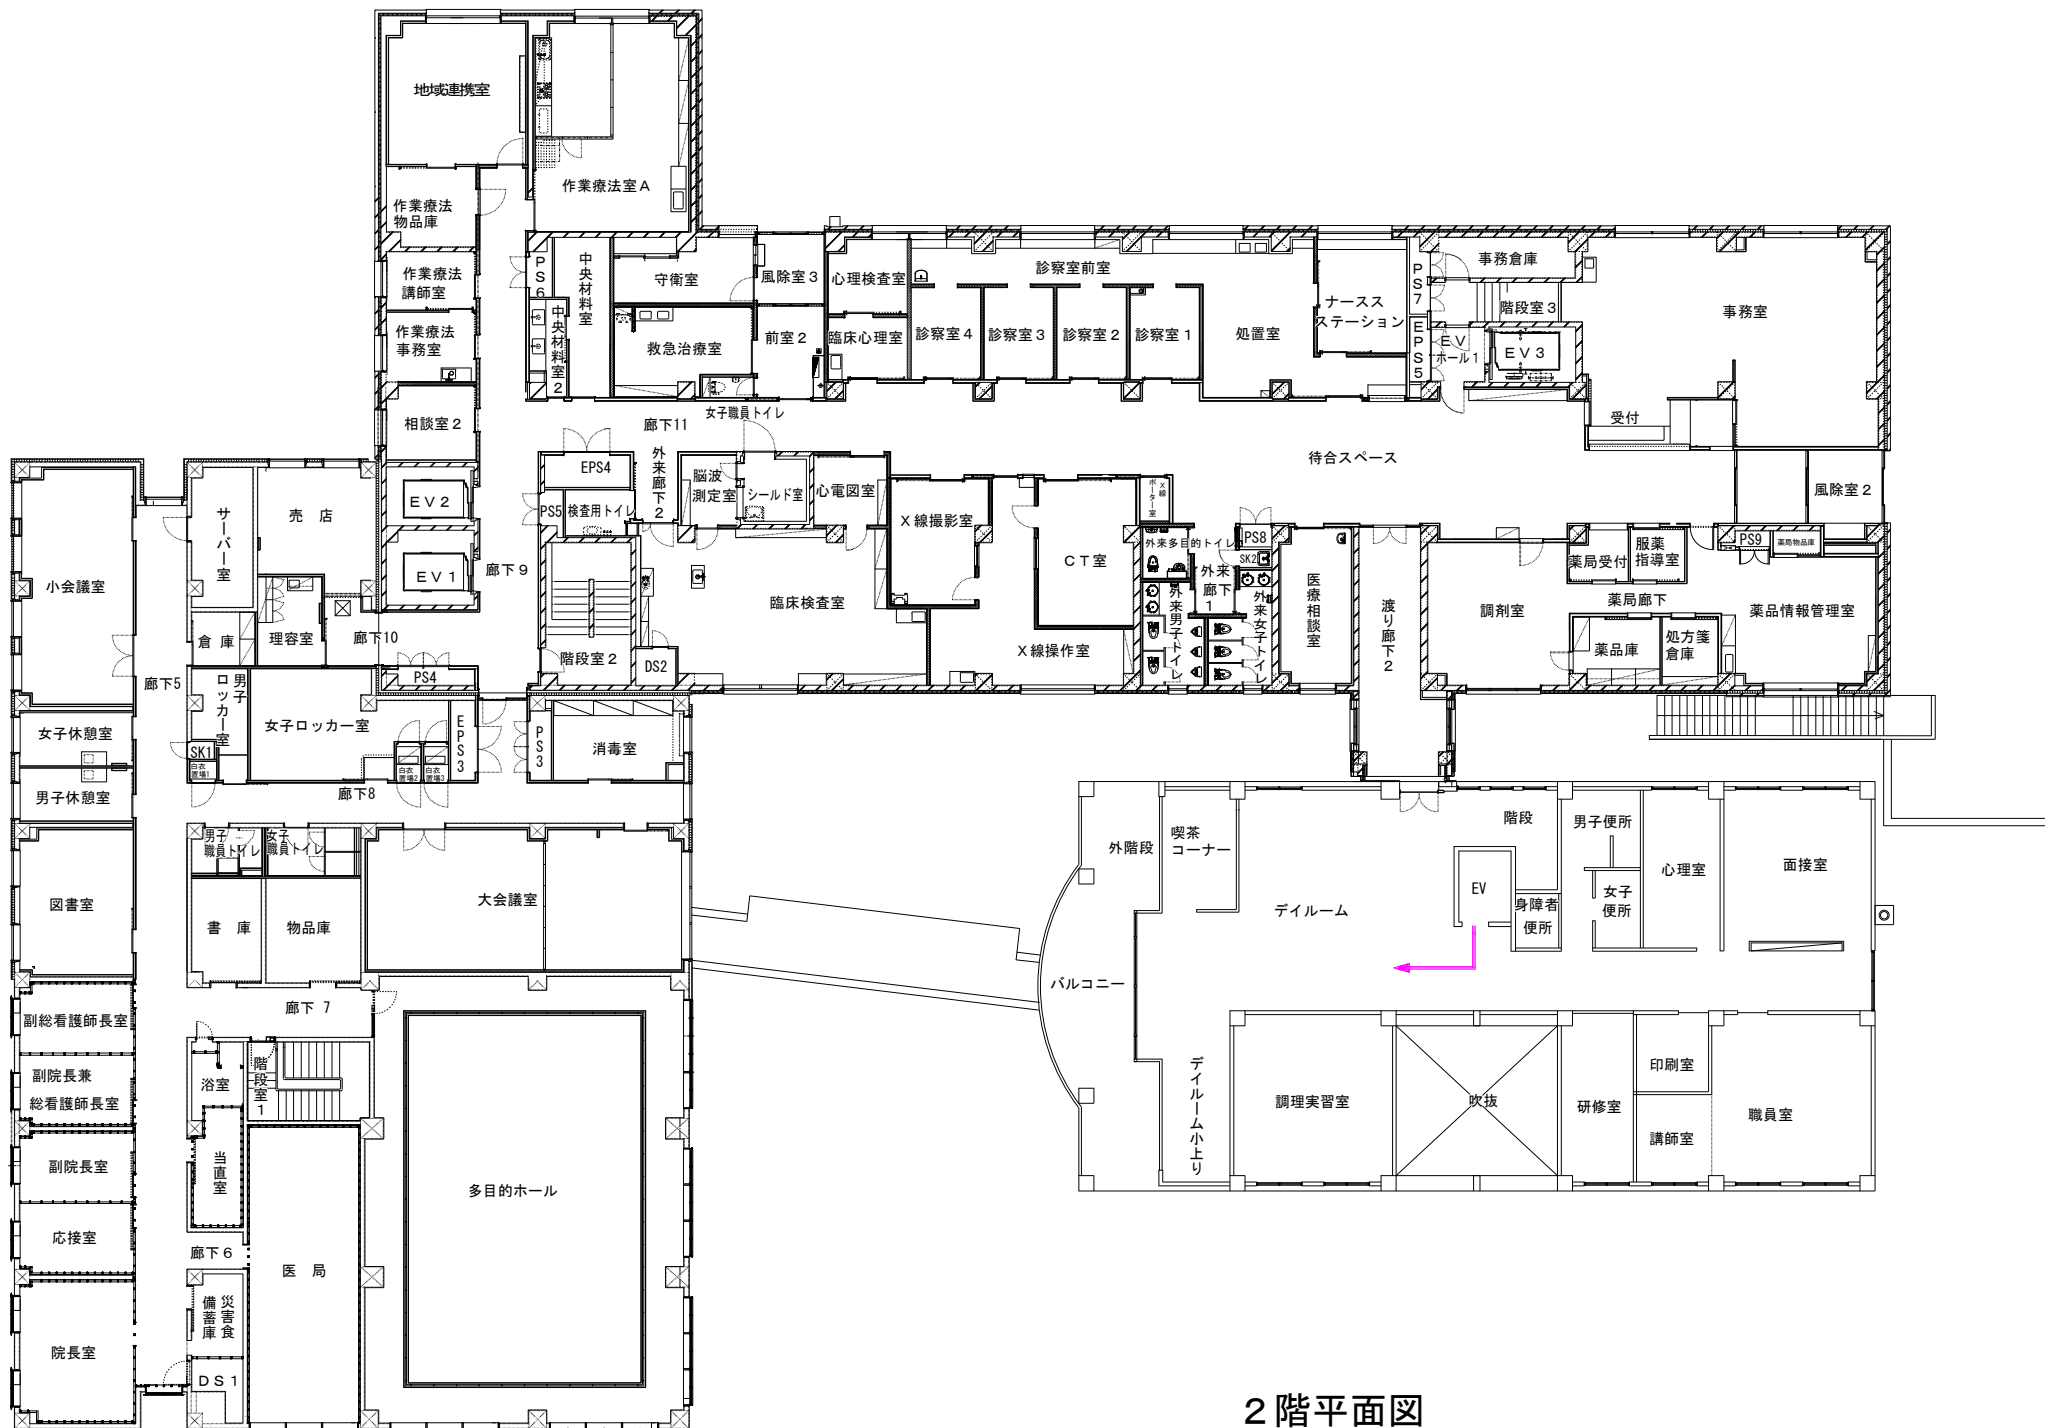 地域連携室
作業療法室A
作業療法
物品庫
作業療法
講師室
作業療法
事務室
相談室2
EV2
EV1
PS6
中央材料室
中央材料室2
守衛室
風除室3
救急治療室
前室2
女子職員トイレ
心理検査室
臨床心理室
診察室前室
診察室4
診察室3
診察室2
診察室1
処置室
ナースス
ステーション
PS7
EPS5
事務倉庫
階段室3
EV
ホール1
EV3
事務室
受付
廊下11
待合スペース
風除室2
EPS4
PS5
検査用トイレ
外来廊下2
脳波
測定室
シールド室
心電図室
X線撮影室
CT室
X線
ポーター室
外来多目的トイレ
PS8
SK2
外来廊下1
外来男子トイレ
外来女子トイレ
医療相談室
渡り廊下2
調剤室
薬局受付
服薬
指導室
PS9
薬局物品庫
薬局廊下
薬品庫
処方箋
倉庫
薬品情報管理室
臨床検査室
X線操作室
階段室2
DS2
廊下9
廊下10
PS4
小会議室
サーバー室
売 店
倉 庫
理容室
廊下5
男子
ロッカー室
女子ロッカー室
SK1
白衣
置場1
白衣
置場2
白衣
置場3
EPS3
PS3
消毒室
女子休憩室
男子休憩室
廊下8
男子
職員トイレ
女子
職員トイレ
図書室
書 庫
物品庫
大会議室
廊下 7
副総看護師長室
副院長兼
総看護師長室
浴室
階段室1
副院長室
当直室
応接室
廊下6
医 局
多目的ホール
災害食
備蓄庫
院長室
DS1
外階段
喫茶
コーナー
階段
男子便所
心理室
面接室
EV
身障者
便所
女子
便所
デイルーム
バルコニー
デイルーム小上り
調理実習室
吹抜
研修室
印刷室
講師室
職員室
2階平面図